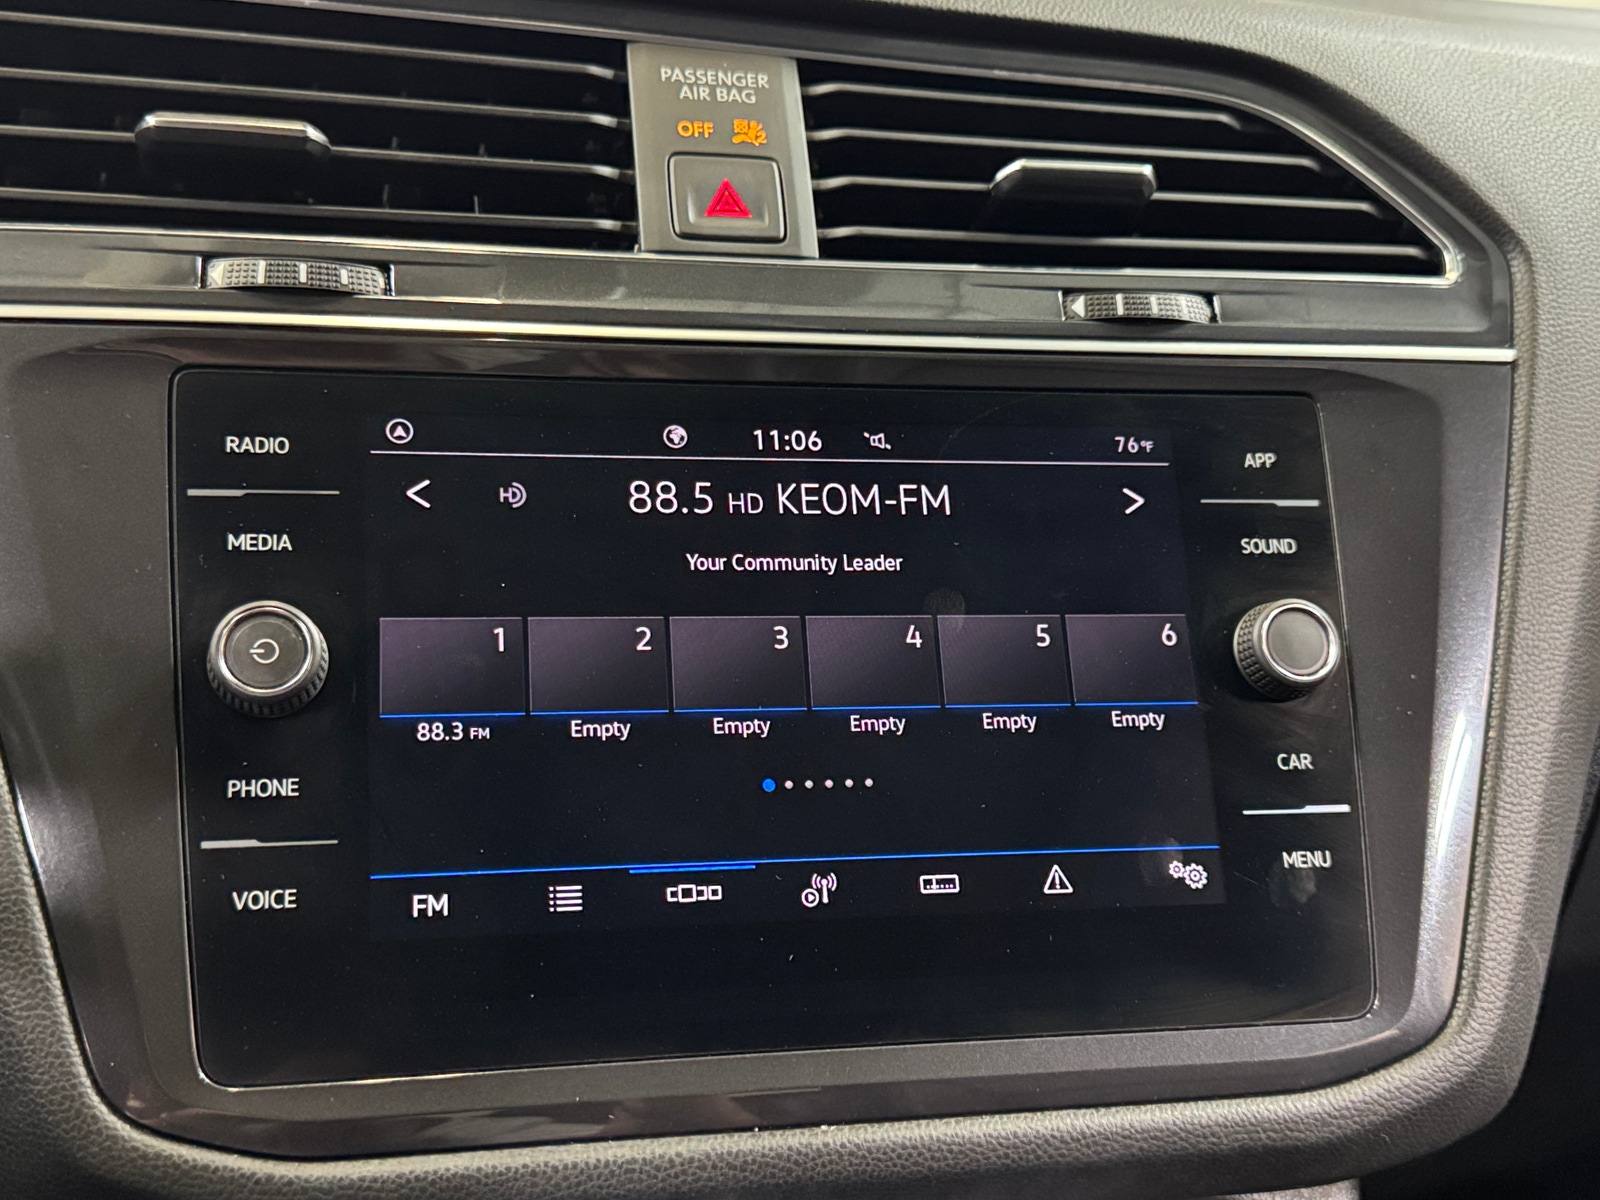 PASSENGER
AIR BAG
OFF
RADIO
MEDIA
PHONE
VOICE
11:06
76°F
HD
88.5 HD KEOM-FM
Your Community Leader
1 2 3 4 5 6
88.3 FM Empty Empty Empty Empty Empty
FM
APP
SOUND
CAR
MENU